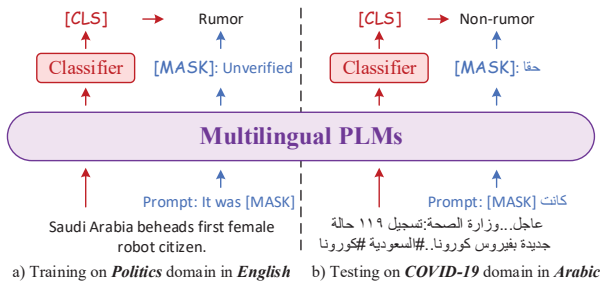 [CLS] → Rumor
Classifier
[MASK]: Unverified
[CLS] → Non-rumor
Classifier
[MASK]: حقا
Multilingual PLMs
Prompt: It was [MASK]
Saudi Arabia beheads first female
robot citizen.
Prompt: [MASK] كانت
عاجل...وزارة الصحة:تسجيل ١١٩ حالة
جديدة بفيروس كورونا..#السعودية #كورونا
a) Training on Politics domain in English
b) Testing on COVID-19 domain in Arabic